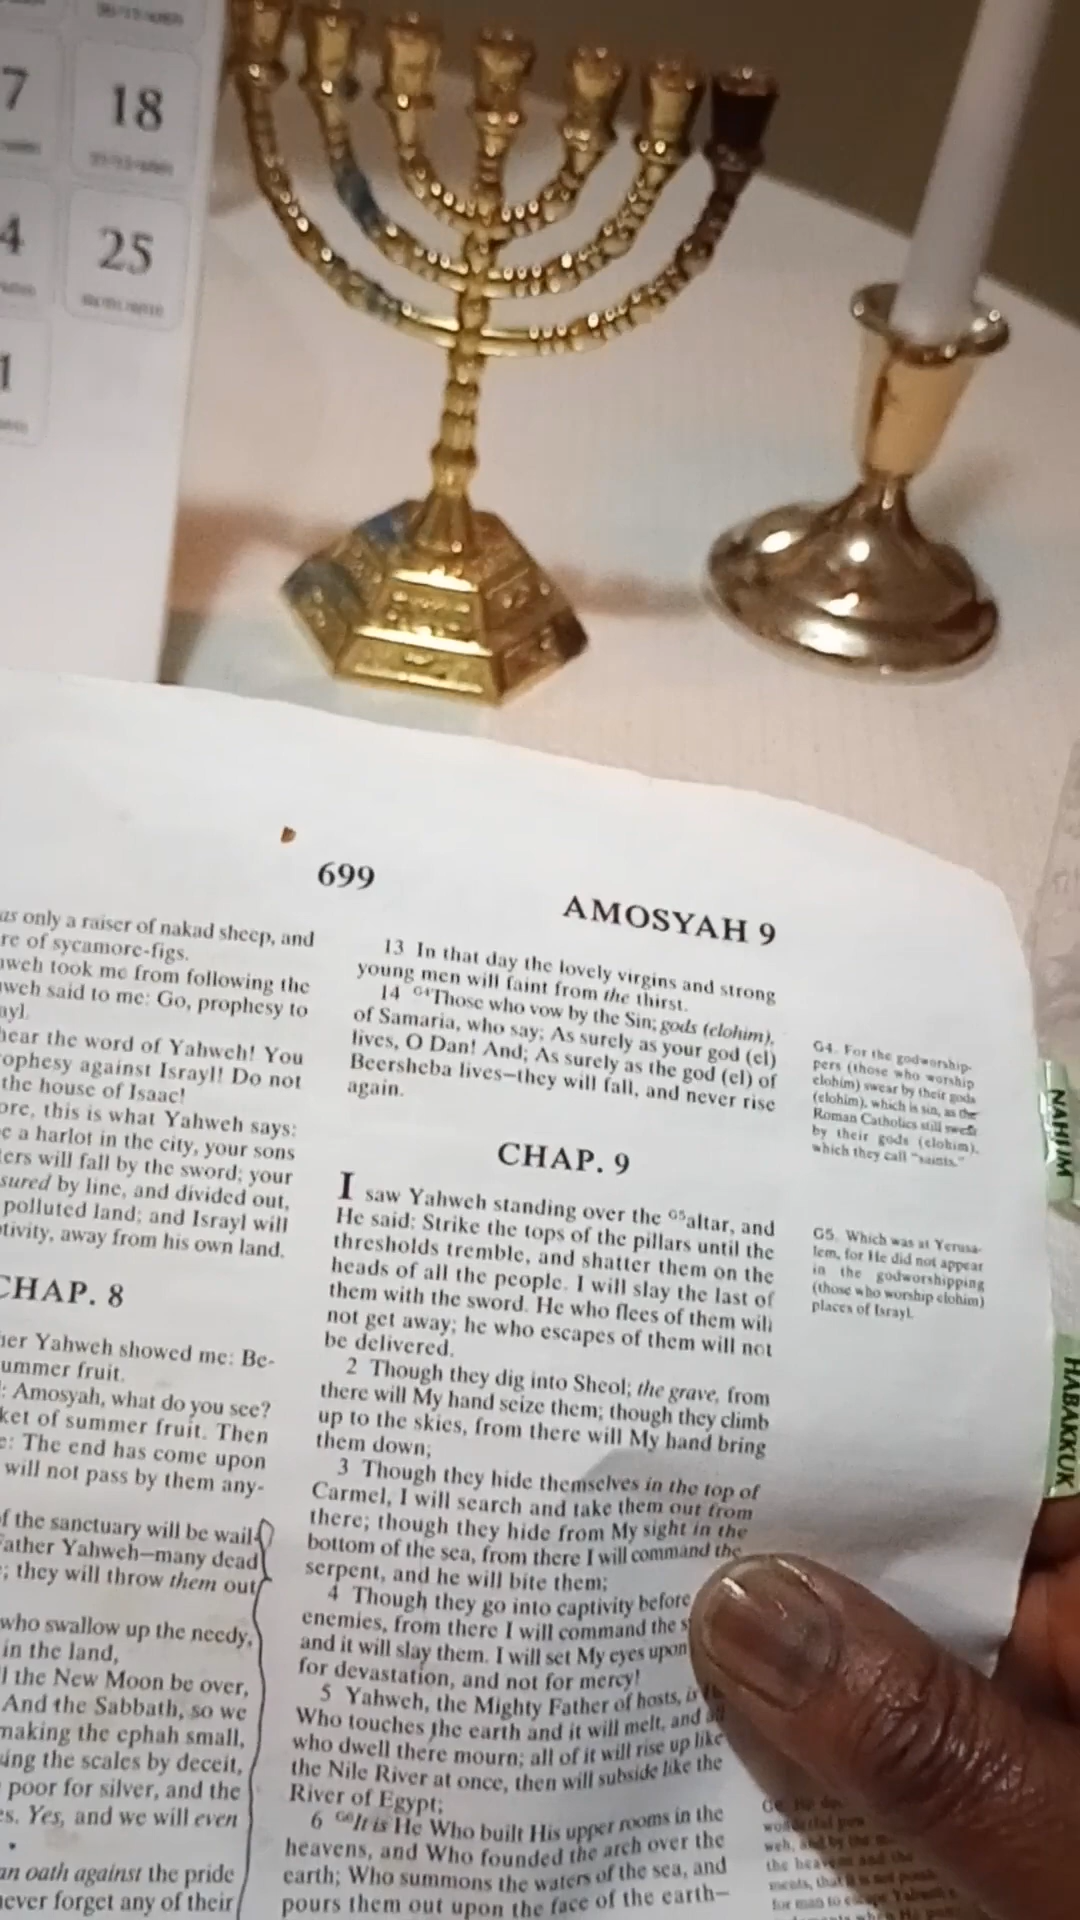 7
18
4
25
1
699
AMOSYAH 9
only a raiser of nakad sheep, and
re of sycamore-figs.
took me from following the
said to me: Go, prophesy to
hear the word of Yahweh! You
against Israyl! Do not
the house of Isaac!
this is what Yahweh says:
a harlot in the city, your sons
will fall by the sword; your
by line, and divided out,
polluted land; and Israyl will
away from his own land.
CHAP. 8
Yahweh showed me: Be-
summer fruit.
: Amosyah, what do you see?
of summer fruit. Then
: The end has come upon
will not pass by them any-
of the sanctuary will be wail-
Father Yahweh—many dead
; they will throw them out
who swallow up the needy,
in the land,
the New Moon be over,
And the Sabbath, so we
making the ephah small,
the scales by deceit,
poor for silver, and the
Yes, and we will even
an oath against the pride
never forget any of their
13 In that day the lovely virgins and strong
young men will faint from the thirst.
14 G4Those who vow by the Sin; gods (elohim),
of Samaria, who say; As surely as your god (el)
lives, O Dan! And; As surely as the god (el) of
Beersheba lives—they will fall, and never rise
again.
CHAP. 9
I saw Yahweh standing over the G5altar, and
He said: Strike the tops of the pillars until the
thresholds tremble, and shatter them on the
heads of all the people. I will slay the last of
them with the sword. He who flees of them will
not get away; he who escapes of them will not
be delivered.
2 Though they dig into Sheol; the grave, from
there will My hand seize them; though they climb
up to the skies, from there will My hand bring
them down;
3 Though they hide themselves in the top of
Carmel, I will search and take them out from
there; though they hide from My sight in the
bottom of the sea, from there I will command the
serpent, and he will bite them;
4 Though they go into captivity before
enemies, from there I will command the
and it will slay them. I will set My eyes upon
for devastation, and not for mercy!
5 Yahweh, the Mighty Father of hosts, is
Who touches the earth and it will melt, and
who dwell there mourn; all of it will rise up like
the Nile River at once, then will subside like the
River of Egypt;
6 G6It is He Who built His upper rooms in the
heavens, and Who founded the arch over the
earth; Who summons the waters of the sea, and
pours them out upon the face of the earth—
G4. For the godworship-
pers (those who worship
elohim) swear by their gods
(elohim), which is sin, as the
Roman Catholics still swear
by their gods (elohim),
which they call "saints."
G5. Which was at Yerusa-
lem, for He did not appear
in the godworshipping
(those who worship elohim)
places of Israyl.
the heavens and the
NAHUM
HABAKKUK